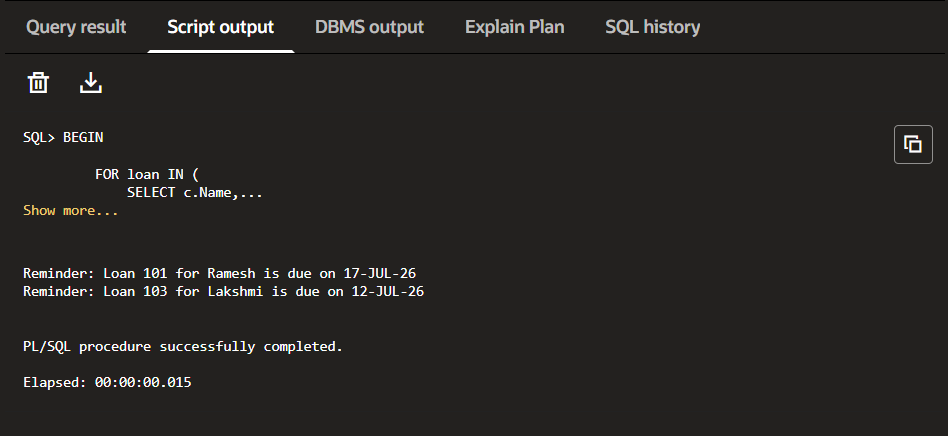 Query result Script output DBMS output Explain Plan SQL history
SQL> BEGIN
FOR loan IN (
SELECT c.Name,...
Show more...
Reminder: Loan 101 for Ramesh is due on 17-JUL-26
Reminder: Loan 103 for Lakshmi is due on 12-JUL-26
PL/SQL procedure successfully completed.
Elapsed: 00:00:00.015